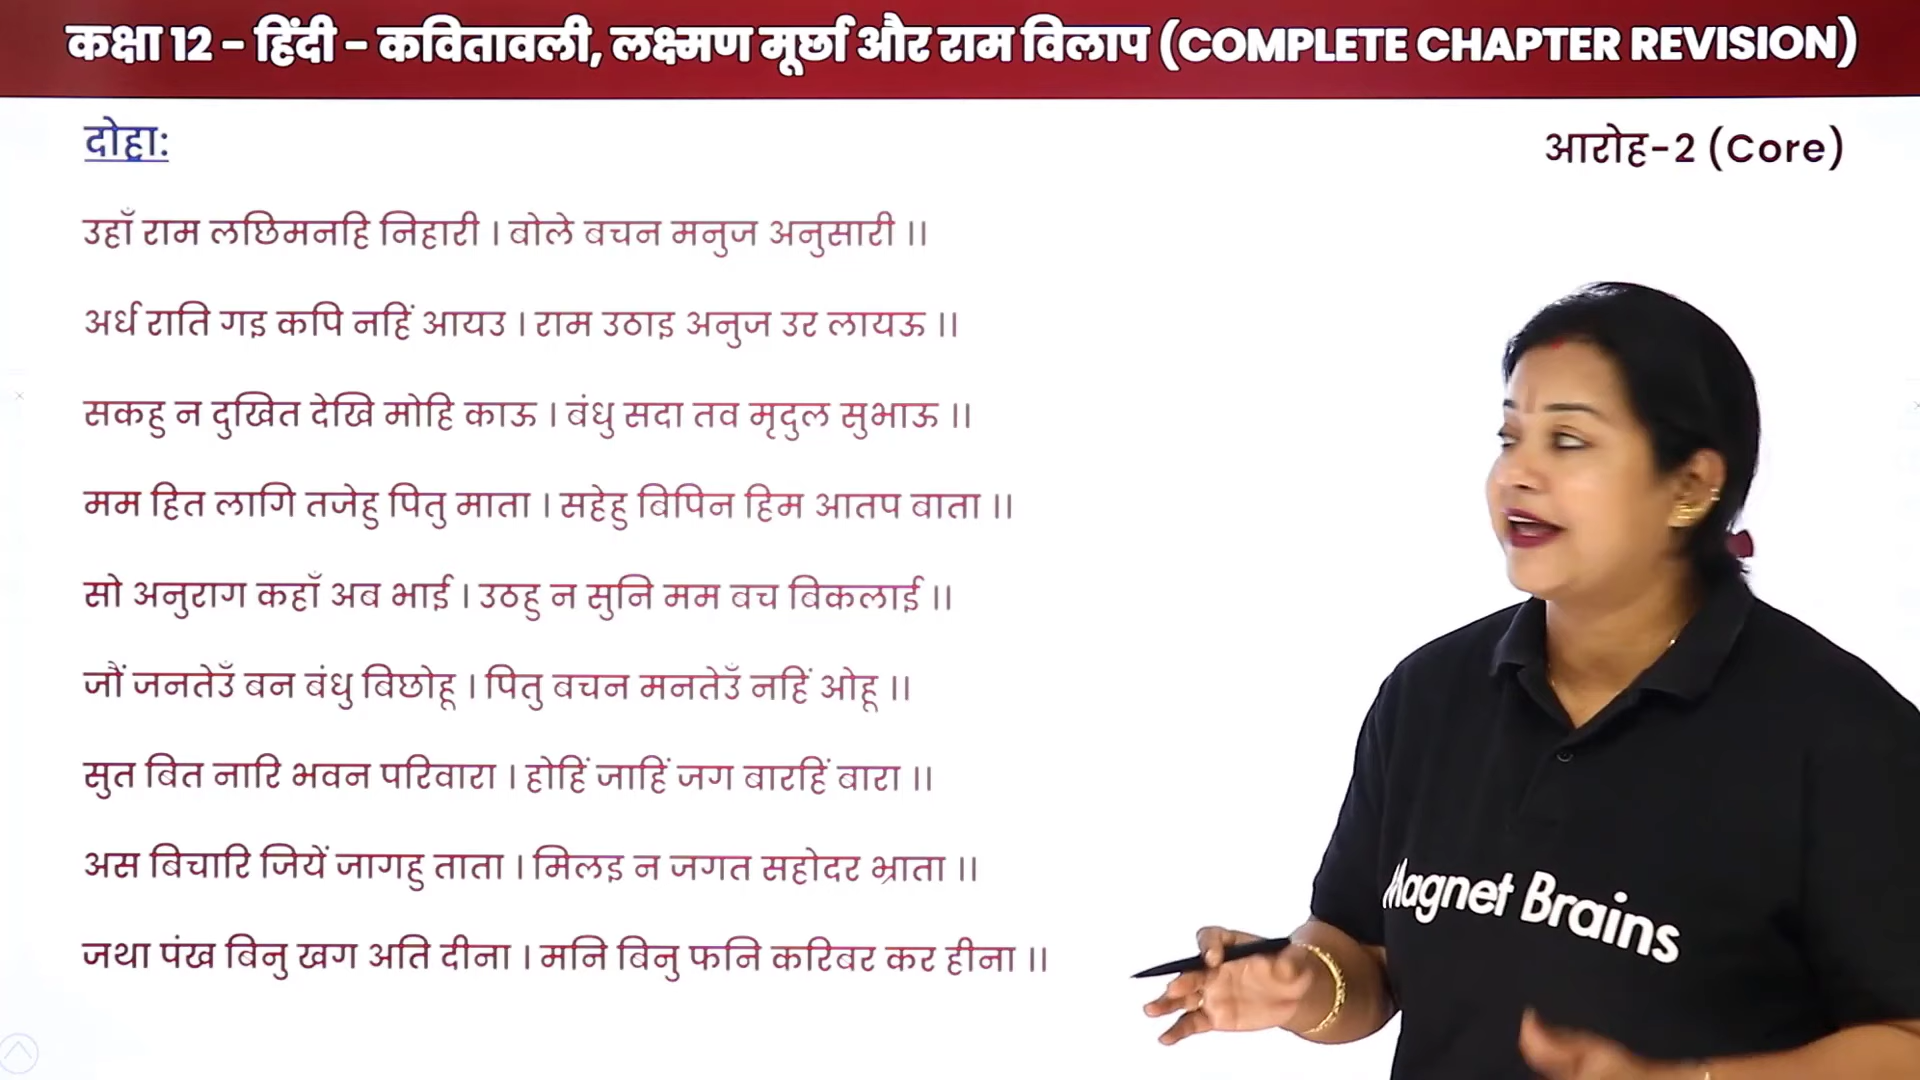 कक्षा 12 - हिंदी - कवितावली, लक्ष्मण मूर्छा और राम विलाप (COMPLETE CHAPTER REVISION)
दोहा:
आरोह-2 (Core)
उहाँ राम लछिमनहि निहारी । बोले बचन मनुज अनुसारी ।।
अर्ध राति गइ कपि नहिं आयउ । राम उठाइ अनुज उर लायऊ ।।
सकहु न दुखित देखि मोहि काऊ । बंधु सदा तव मृदुल सुभाऊ ।।
मम हित लागि तजेहु पितु माता । सहेहु बिपिन हिम आतप बाता ।।
सो अनुराग कहाँ अब भाई । उठहु न सुनि मम बच बिकलाई ।।
जौं जनतेउँ बन बंधु बिछोहू । पितु बचन मनतेउँ नहिं ओहू ।।
सुत बित नारि भवन परिवारा । होहिं जाहिं जग बारहिं बारा ।।
अस बिचारि जियें जागहु ताता । मिलइ न जगत सहोदर भ्राता ।।
जथा पंख बिनु खग अति दीना । मनि बिनु फनि करिबर कर हीना ।।
Magnet Brains